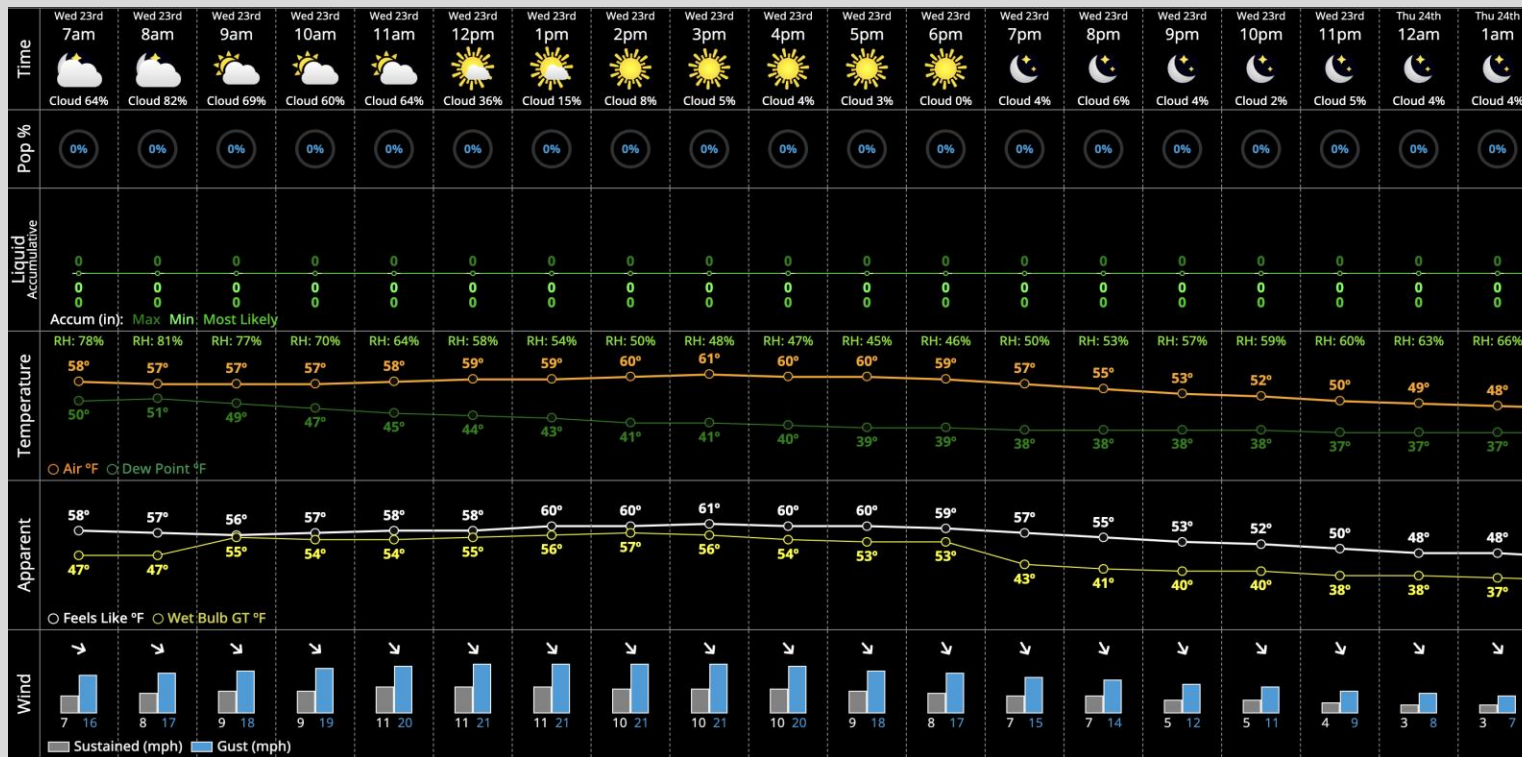 Time
Wed 23rd Wed 23rd Wed 23rd Wed 23rd Wed 23rd Wed 23rd Wed 23rd Wed 23rd Wed 23rd Wed 23rd Wed 23rd Wed 23rd Wed 23rd Wed 23rd Wed 23rd Wed 23rd Wed 23rd Thu 24th Thu 24th
7am 8am 9am 10am 11am 12pm 1pm 2pm 3pm 4pm 5pm 6pm 7pm 8pm 9pm 10pm 11pm 12am 1am
Cloud 64% Cloud 82% Cloud 69% Cloud 60% Cloud 64% Cloud 36% Cloud 15% Cloud 8% Cloud 5% Cloud 4% Cloud 3% Cloud 0% Cloud 4% Cloud 6% Cloud 4% Cloud 2% Cloud 5% Cloud 4% Cloud 4%
Pop %
0% 0% 0% 0% 0% 0% 0% 0% 0% 0% 0% 0% 0% 0% 0% 0% 0% 0% 0%
Liquid
Accumulative
0 0 0 0 0 0 0 0 0 0 0 0 0 0 0 0 0 0 0
0 0 0 0 0 0 0 0 0 0 0 0 0 0 0 0 0 0 0
0 0 0 0 0 0 0 0 0 0 0 0 0 0 0 0 0 0 0
Accum (in): Max Min Most Likely
Temperature
RH: 78% RH: 81% RH: 77% RH: 70% RH: 64% RH: 58% RH: 54% RH: 50% RH: 48% RH: 47% RH: 45% RH: 46% RH: 50% RH: 53% RH: 57% RH: 59% RH: 60% RH: 63% RH: 66%
58° 57° 57° 57° 58° 59° 59° 60° 61° 60° 60° 59° 57° 55° 53° 52° 50° 49° 48°
50° 51° 49° 47° 45° 44° 43° 41° 41° 40° 39° 39° 38° 38° 38° 38° 37° 37° 37°
Air °F Dew Point °F
Apparent
58° 57° 56° 57° 58° 58° 60° 60° 61° 60° 60° 59° 57° 55° 53° 52° 50° 48° 48°
47° 47° 55° 54° 54° 55° 56° 57° 56° 54° 53° 53° 43° 41° 40° 40° 38° 38° 37°
Feels Like °F Wet Bulb GT °F
Wind
7 16 8 17 9 18 9 19 11 20 11 21 11 21 10 21 10 21 10 20 9 18 8 17 7 15 7 14 5 12 5 11 4 9 3 8 3 7
Sustained (mph) Gust (mph)